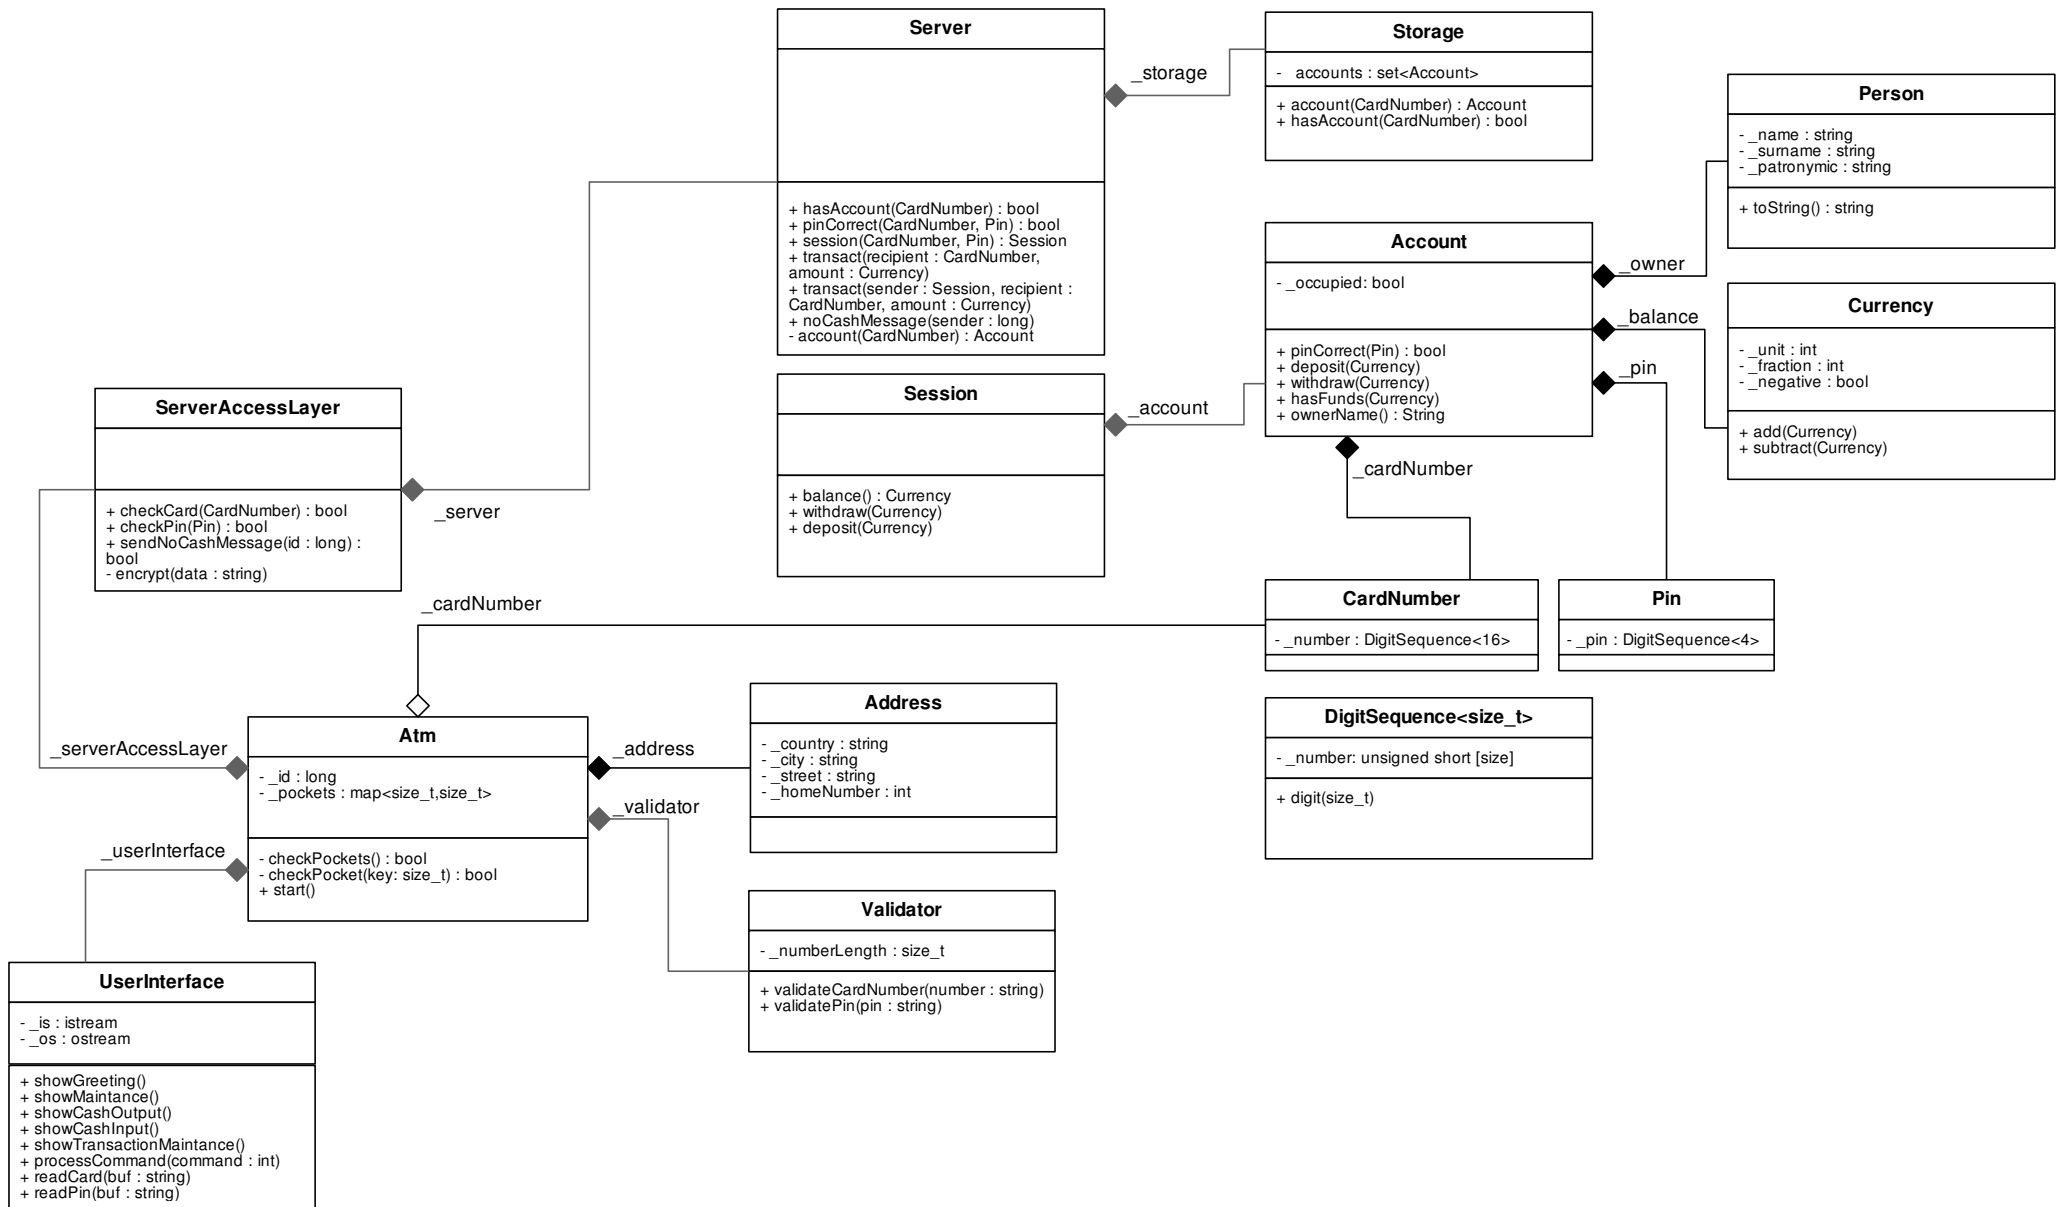 Server
+ hasAccount(CardNumber) : bool
+ pinCorrect(CardNumber, Pin) : bool
+ session(CardNumber, Pin) : Session
+ transact(recipient : CardNumber,
amount : Currency)
+ transact(sender : Session, recipient :
CardNumber, amount : Currency)
+ noCashMessage(sender : long)
- account(CardNumber) : Account
_storage
Storage
- accounts : set<Account>
+ account(CardNumber) : Account
+ hasAccount(CardNumber) : bool
Person
- _name : string
- _surname : string
- _patronymic : string
+ toString() : string
Account
- _occupied: bool
+ pinCorrect(Pin) : bool
+ deposit(Currency)
+ withdraw(Currency)
+ hasFunds(Currency)
+ ownerName() : String
_owner
_balance
_pin
Currency
- _unit : int
- _fraction : int
- _negative : bool
+ add(Currency)
+ subtract(Currency)
Session
+ balance() : Currency
+ withdraw(Currency)
+ deposit(Currency)
_account
_cardNumber
ServerAccessLayer
+ checkCard(CardNumber) : bool
+ checkPin(Pin) : bool
+ sendNoCashMessage(id : long) :
bool
- encrypt(data : string)
_server
_cardNumber
CardNumber
- _number : DigitSequence<16>
Pin
- _pin : DigitSequence<4>
DigitSequence<size_t>
- _number: unsigned short [size]
+ digit(size_t)
_serverAccessLayer
Atm
- _id : long
- _pockets : map<size_t,size_t>
- checkPockets() : bool
- checkPocket(key: size_t) : bool
+ start()
_address
_validator
Address
- _country : string
- _city : string
- _street : string
- _homeNumber : int
_userInterface
Validator
- _numberLength : size_t
+ validateCardNumber(number : string)
+ validatePin(pin : string)
UserInterface
- _is : istream
- _os : ostream
+ showGreeting()
+ showMaintance()
+ showCashOutput()
+ showCashInput()
+ showTransactionMaintance()
+ processCommand(command : int)
+ readCard(buf : string)
+ readPin(buf : string)